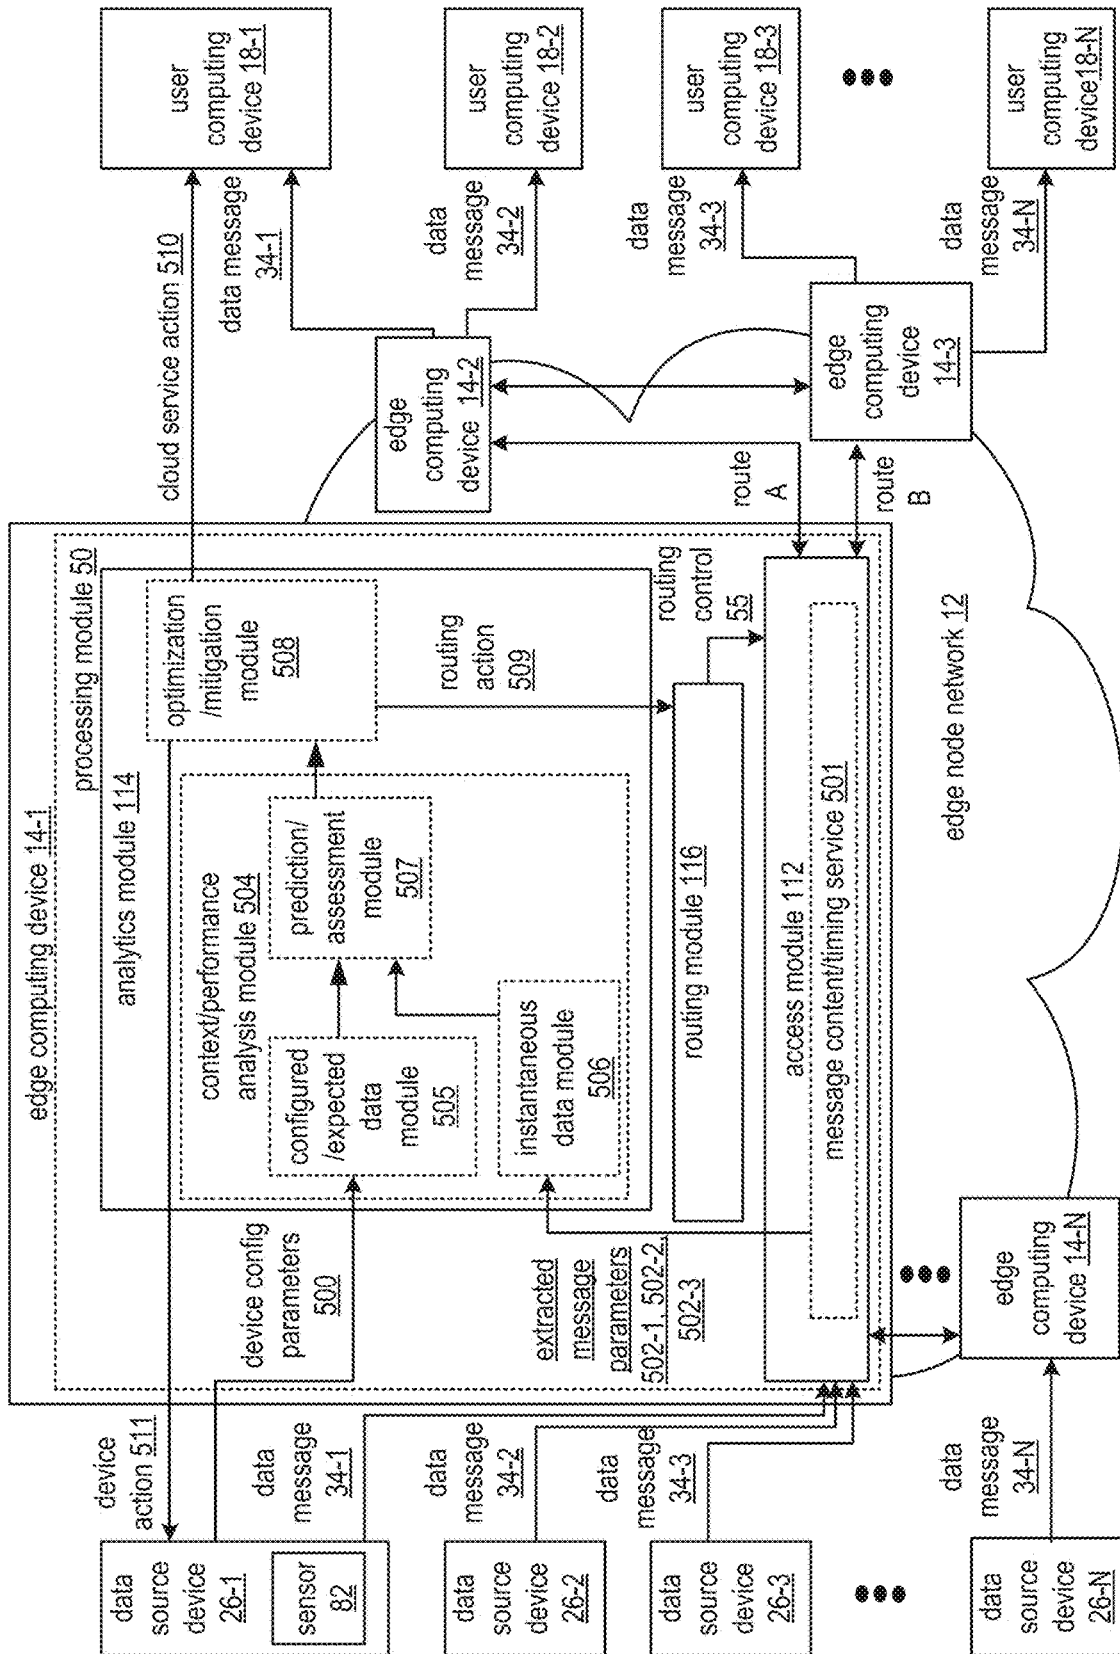 edge computing device 14-1
processing module 50
analytics module 114
context/performance
analysis module 504
configured
/expected
data
module
505
prediction/
assessment
module
507
instantaneous
data module
506
optimization
/mitigation
module
508
routing
action
509
routing module 116
routing
control
55
access module 112
message content/timing service 501
device
action 511
device config
parameters
500
extracted
message
parameters
502-1, 502-2,
502-3
data
source
device
26-1
sensor
82
data
message
34-1
data
source
device
26-2
data
message
34-2
data
source
device
26-3
data
message
34-3
data
source
device
26-N
data
message
34-N
edge
computing
device 14-N
edge node network 12
route
A
route
B
edge
computing
device 14-2
edge
computing
device
14-3
cloud service action 510
data message
34-1
data
message
34-2
data
message
34-3
data
message
34-N
user
computing
device 18-1
user
computing
device 18-2
user
computing
device 18-3
user
computing
device18-N